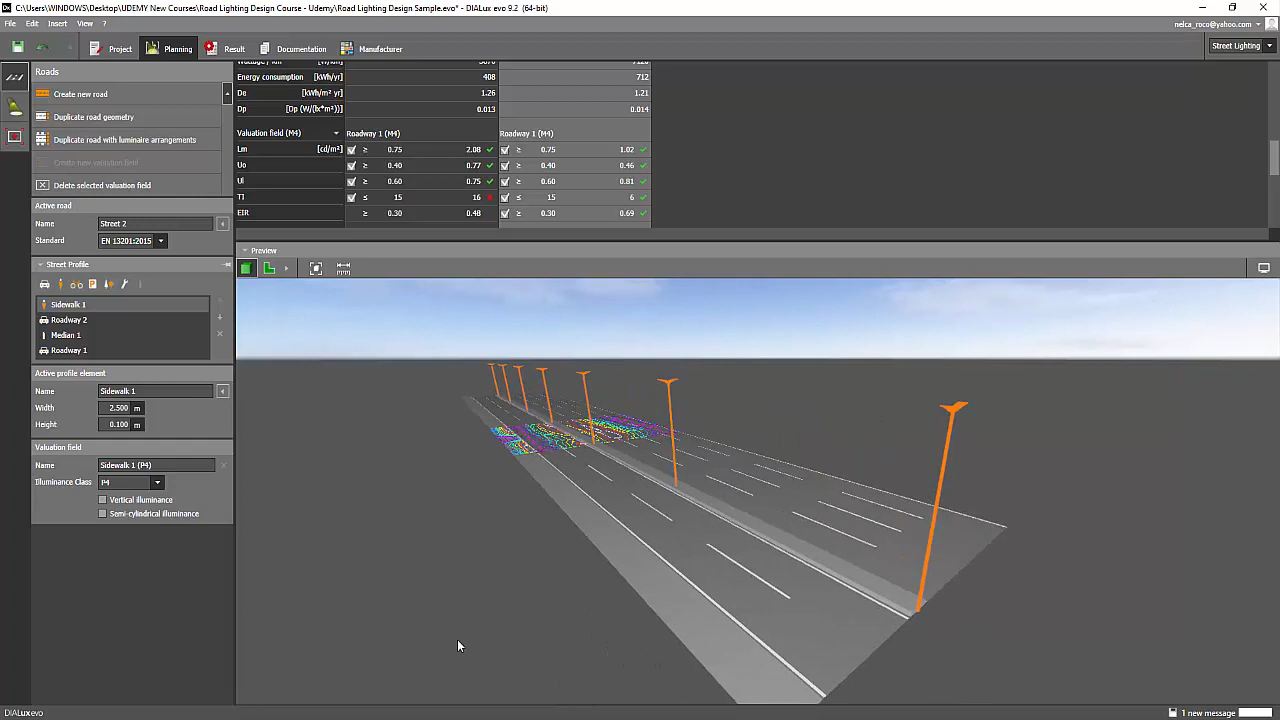 C:\Users\WINDOWS\Desktop\UDEMY New Courses\Road Lighting Design Course - Udemy\Road Lighting Design Sample.evo* - DIALux evo 9.2 (64-bit)
File Edit Insert View ?
nelca_roco@yahoo.com
Project Planning Result Documentation Manufacturer
Street Lighting
Roads
Create new road
Duplicate road geometry
Duplicate road with luminaire arrangements
Create new valuation field
Delete selected valuation field
Active road
Name Street 2
Standard EN 13201:2015
Street Profile
Sidewalk 1
Roadway 2
Median 1
Roadway 1
Active profile element
Name Sidewalk 1
Width 2.500 m
Height 0.100 m
Valuation field
Name Sidewalk 1 (P4)
Illuminance Class P4
Vertical illuminance
Semi-cylindrical illuminance
Energy consumption [kWh/yr] 408 712
De [kWh/m² yr] 1.26 1.21
Dp [Dp (W/(lx*m²))] 0.013 0.014
Valuation field (M4) Roadway 1 (M4) Roadway 1 (M4)
Lm [cd/m²] ≥ 0.75 2.08 ≥ 0.75 1.02
Uo ≥ 0.40 0.77 ≥ 0.40 0.46
Ul ≥ 0.60 0.75 ≥ 0.60 0.81
TI ≤ 15 16 ≤ 15 6
EIR ≥ 0.30 0.48 ≥ 0.30 0.69
Preview
DIALux evo
1 new message